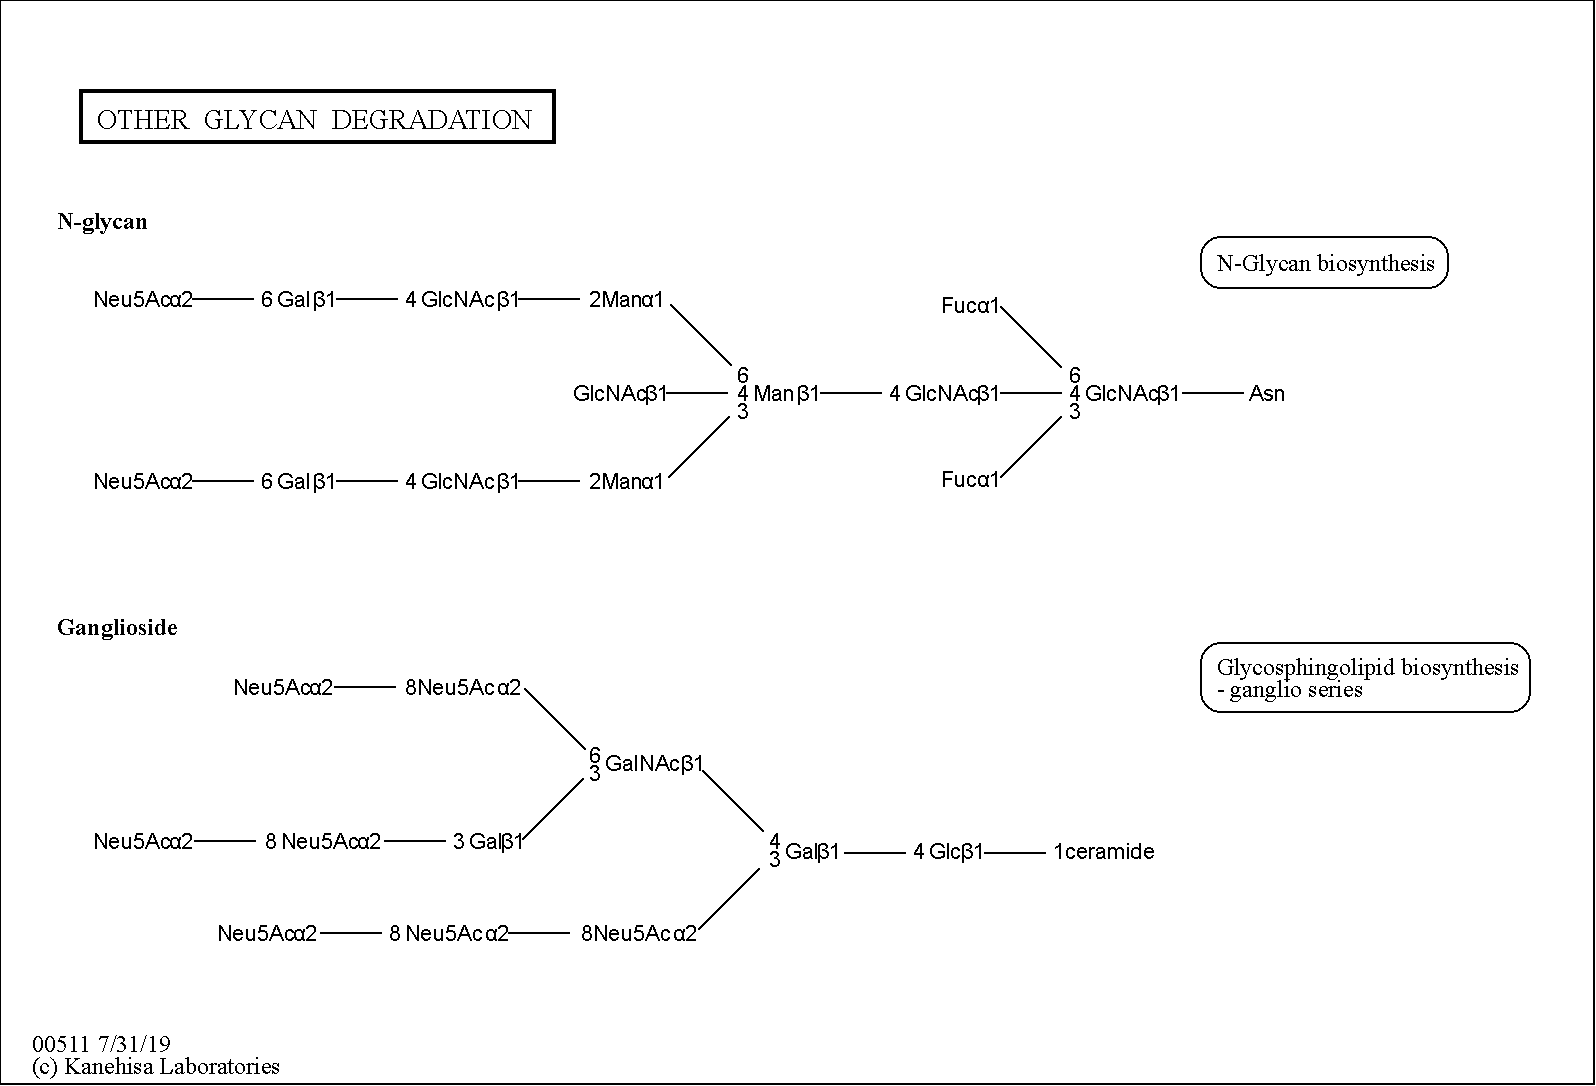 OTHER GLYCAN DEGRADATION
N-glycan
N-Glycan biosynthesis
Neu5Acα2 6 Galβ1 4 GlcNAcβ1 2Manα1
Fucα1
6
GlcNAcβ1 4 Manβ1 4 GlcNAcβ1 4 GlcNAcβ1 Asn
3
6
3
Neu5Acα2 6 Galβ1 4 GlcNAcβ1 2Manα1
Fucα1
Ganglioside
Glycosphingolipid biosynthesis
- ganglio series
Neu5Acα2 8Neu5Acα2
6
3 GalNAcβ1
Neu5Acα2 8 Neu5Acα2 3 Galβ1
4
3 Galβ1 4 Glcβ1 1ceramide
Neu5Acα2 8 Neu5Acα2 8Neu5Acα2
00511 7/31/19
(c) Kanehisa Laboratories